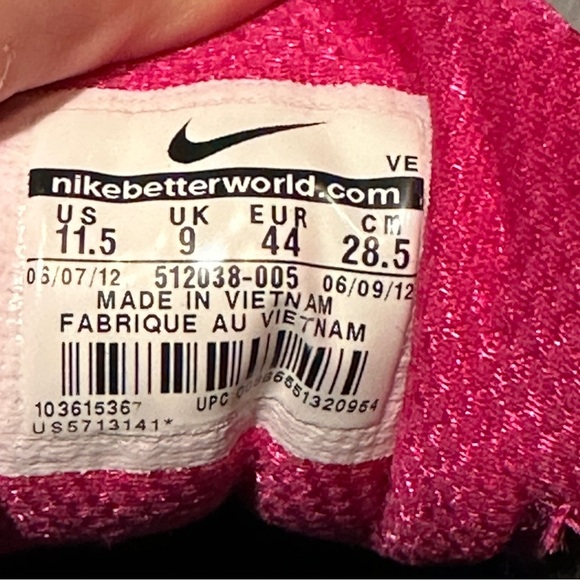 VE
nikebetterworld.com
US UK EUR cm
11.5 9 44 28.5
06/07/12 512038-005 06/09/12
MADE IN VIETNAM
FABRIQUE AU VIETNAM
103615367 UPC
US5713141*